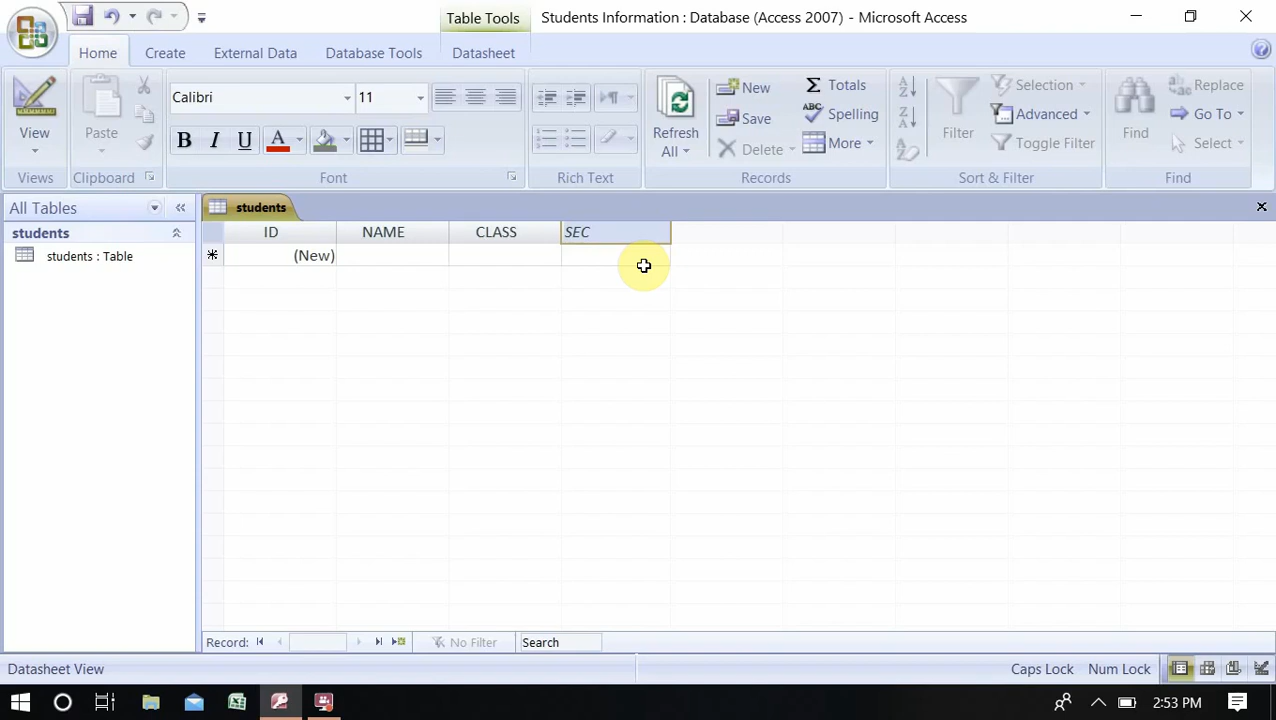 Table Tools
Students Information : Database (Access 2007) - Microsoft Access
Home
Create
External Data
Database Tools
Datasheet
View
Views
Paste
Clipboard
Calibri
11
B
I
U
A
Font
Rich Text
Refresh
All
New
Save
Delete
Totals
Spelling
More
Records
Filter
Selection
Advanced
Toggle Filter
Sort & Filter
Find
Replace
Go To
Select
Find
All Tables
students
students : Table
students
ID NAME CLASS SEC
(New)
Record:
No Filter
Search
Datasheet View
Caps Lock
Num Lock
2:53 PM